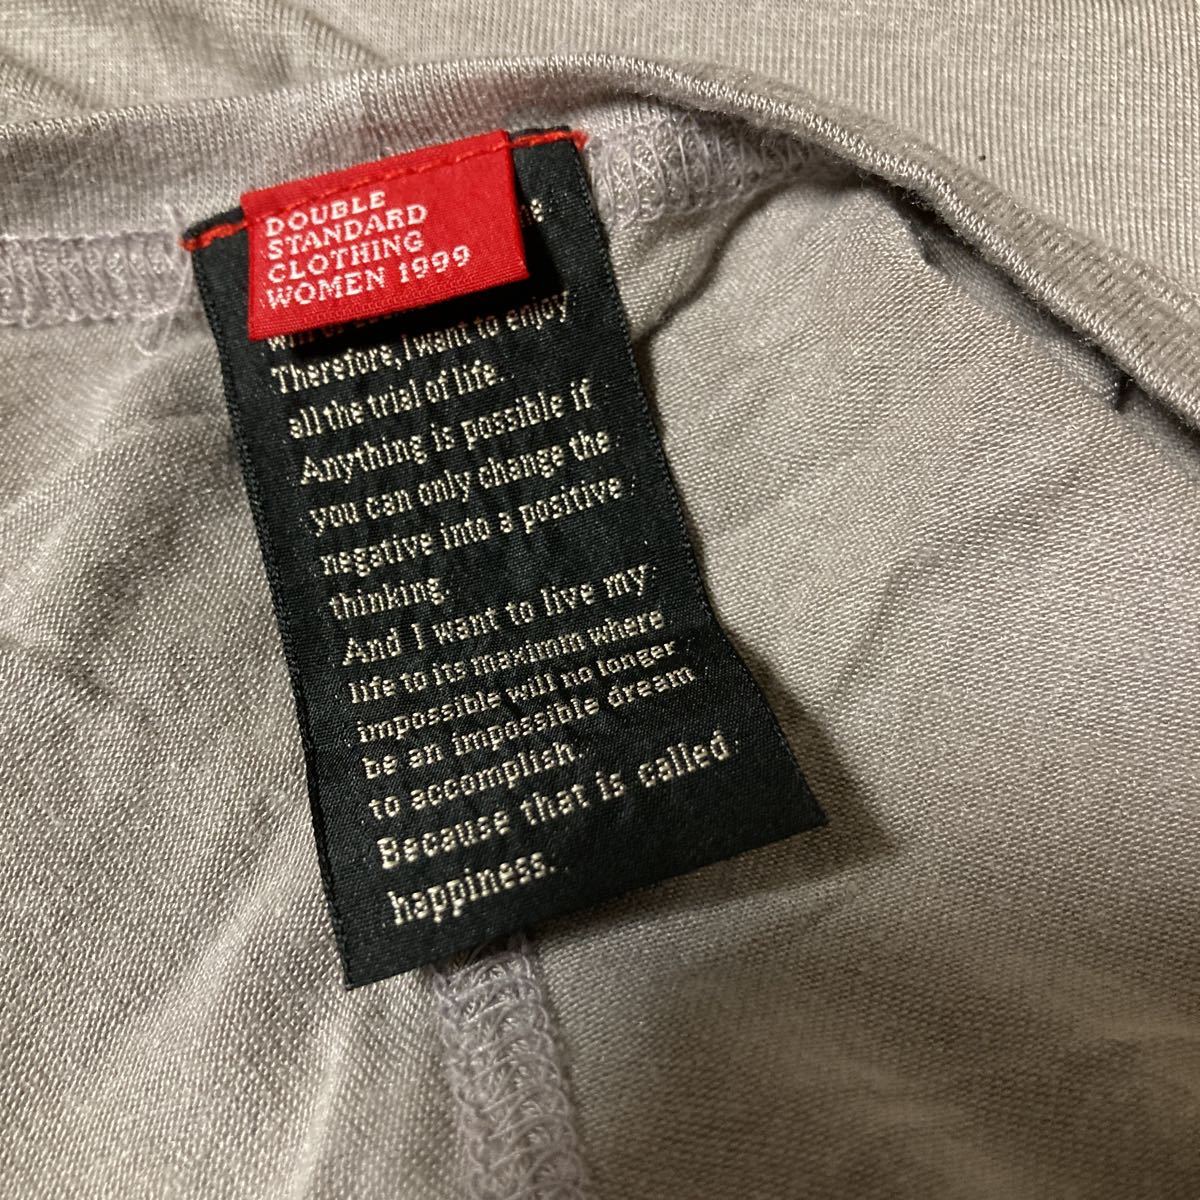 DOUBLE
STANDARD
CLOTHING
WOMEN 1999
Therefore, I want to enjoy
all the trial of life.
Anything is possible if
you can only change the
negative into a positive
thinking.
And I want to live my
life to its maximum where
impossible will no longer
be an impossible dream
to accomplish.
Because that is called
happiness.